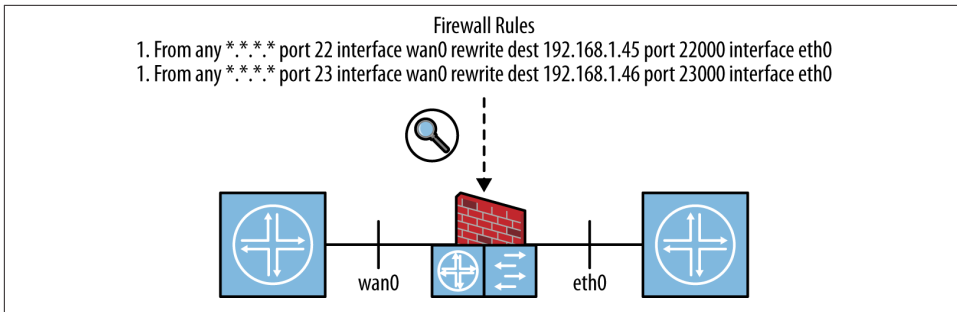 Firewall Rules
1. From any *.*.*.* port 22 interface wan0 rewrite dest 192.168.1.45 port 22000 interface eth0
1. From any *.*.*.* port 23 interface wan0 rewrite dest 192.168.1.46 port 23000 interface eth0
wan0
eth0